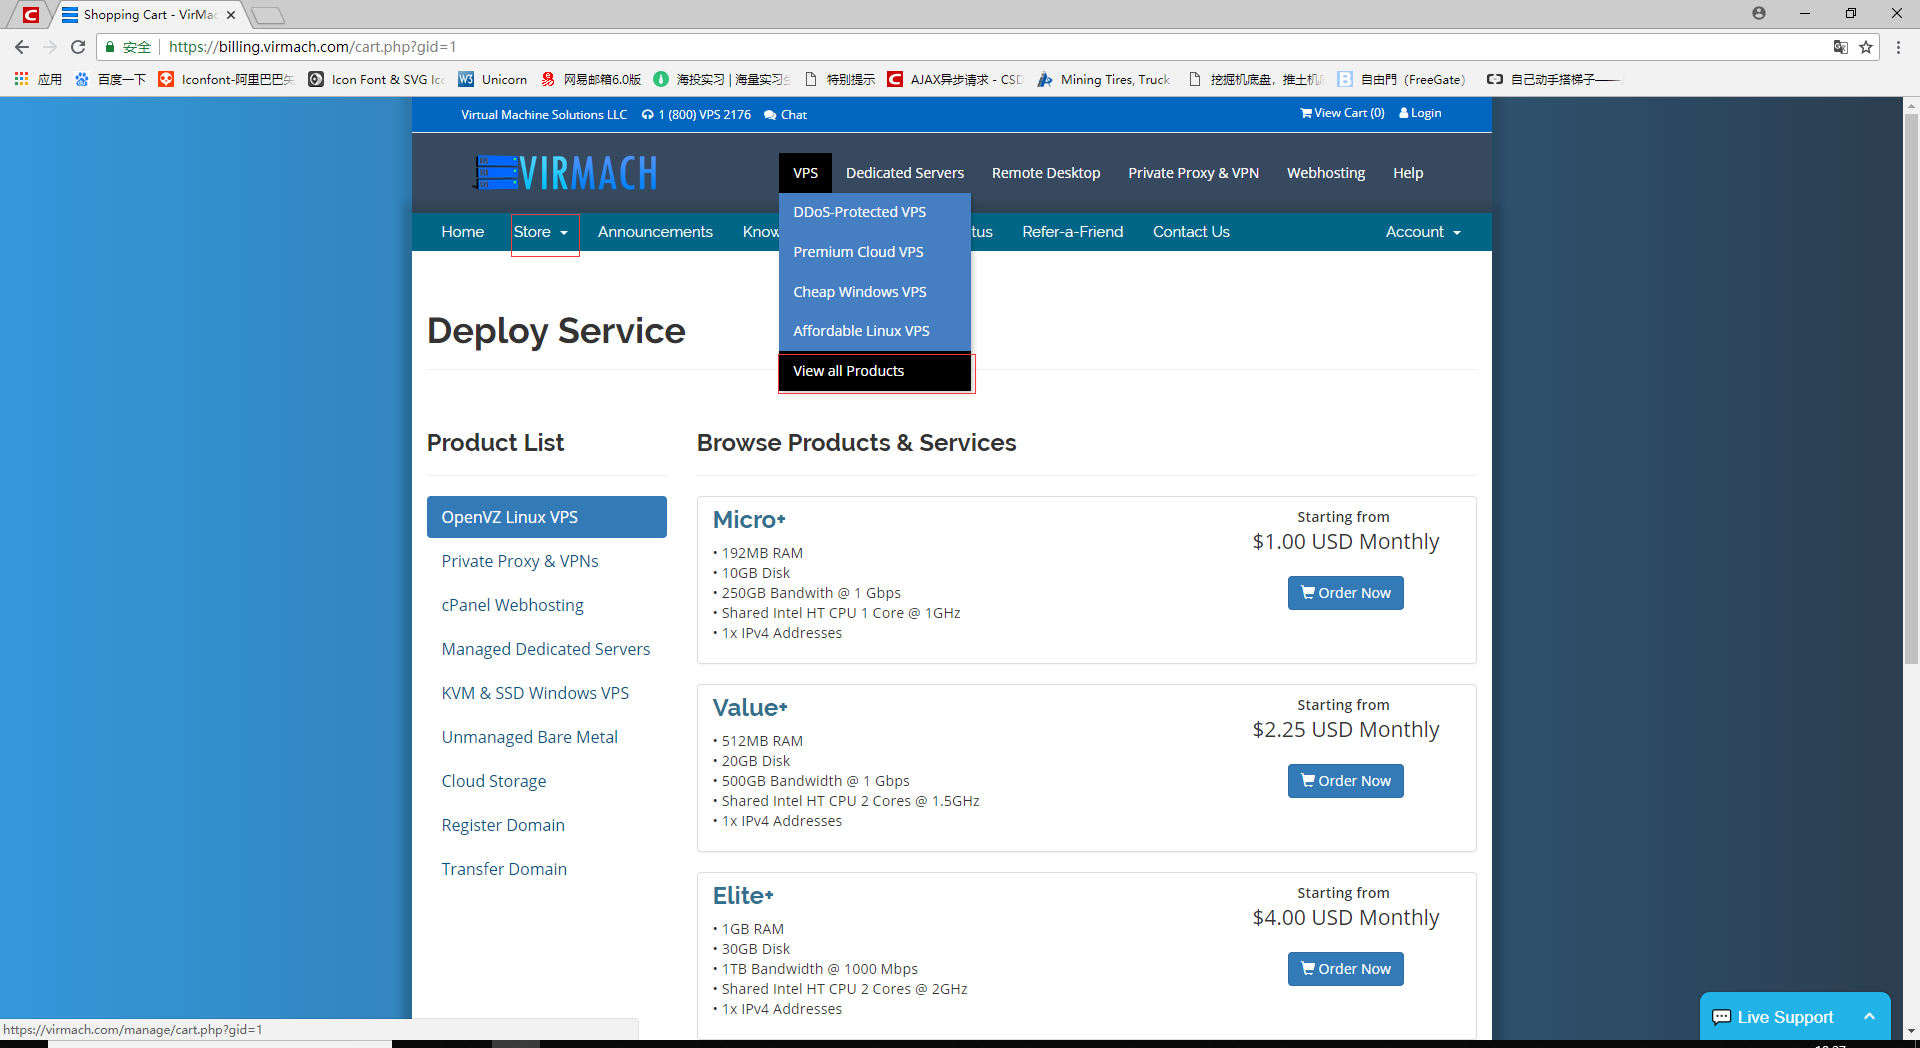 Shopping Cart - VirMac
安全
https://billing.virmach.com/cart.php?gid=1
应用
百度一下
Iconfont-阿里巴巴矢
Icon Font & SVG Ic
Unicorn
网易邮箱6.0版
海投实习 | 海量实习
特别提示
AJAX异步请求 - CSD
Mining Tires, Truck
挖掘机底盘，推土机
自由門（FreeGate）
自己动手搭梯子——
Virtual Machine Solutions LLC
1 (800) VPS 2176
Chat
View Cart (0)
Login
VIRMACH
VPS
Dedicated Servers
Remote Desktop
Private Proxy & VPN
Webhosting
Help
DDoS-Protected VPS
Premium Cloud VPS
Cheap Windows VPS
Affordable Linux VPS
View all Products
Home
Store
Announcements
Know
tus
Refer-a-Friend
Contact Us
Account
Deploy Service
Product List
OpenVZ Linux VPS
Private Proxy & VPNs
cPanel Webhosting
Managed Dedicated Servers
KVM & SSD Windows VPS
Unmanaged Bare Metal
Cloud Storage
Register Domain
Transfer Domain
Browse Products & Services
Micro+
• 192MB RAM
• 10GB Disk
• 250GB Bandwith @ 1 Gbps
• Shared Intel HT CPU 1 Core @ 1GHz
• 1x IPv4 Addresses
Starting from
$1.00 USD Monthly
Order Now
Value+
• 512MB RAM
• 20GB Disk
• 500GB Bandwidth @ 1 Gbps
• Shared Intel HT CPU 2 Cores @ 1.5GHz
• 1x IPv4 Addresses
Starting from
$2.25 USD Monthly
Order Now
Elite+
• 1GB RAM
• 30GB Disk
• 1TB Bandwidth @ 1000 Mbps
• Shared Intel HT CPU 2 Cores @ 2GHz
• 1x IPv4 Addresses
Starting from
$4.00 USD Monthly
Order Now
Live Support
https://virmach.com/manage/cart.php?gid=1